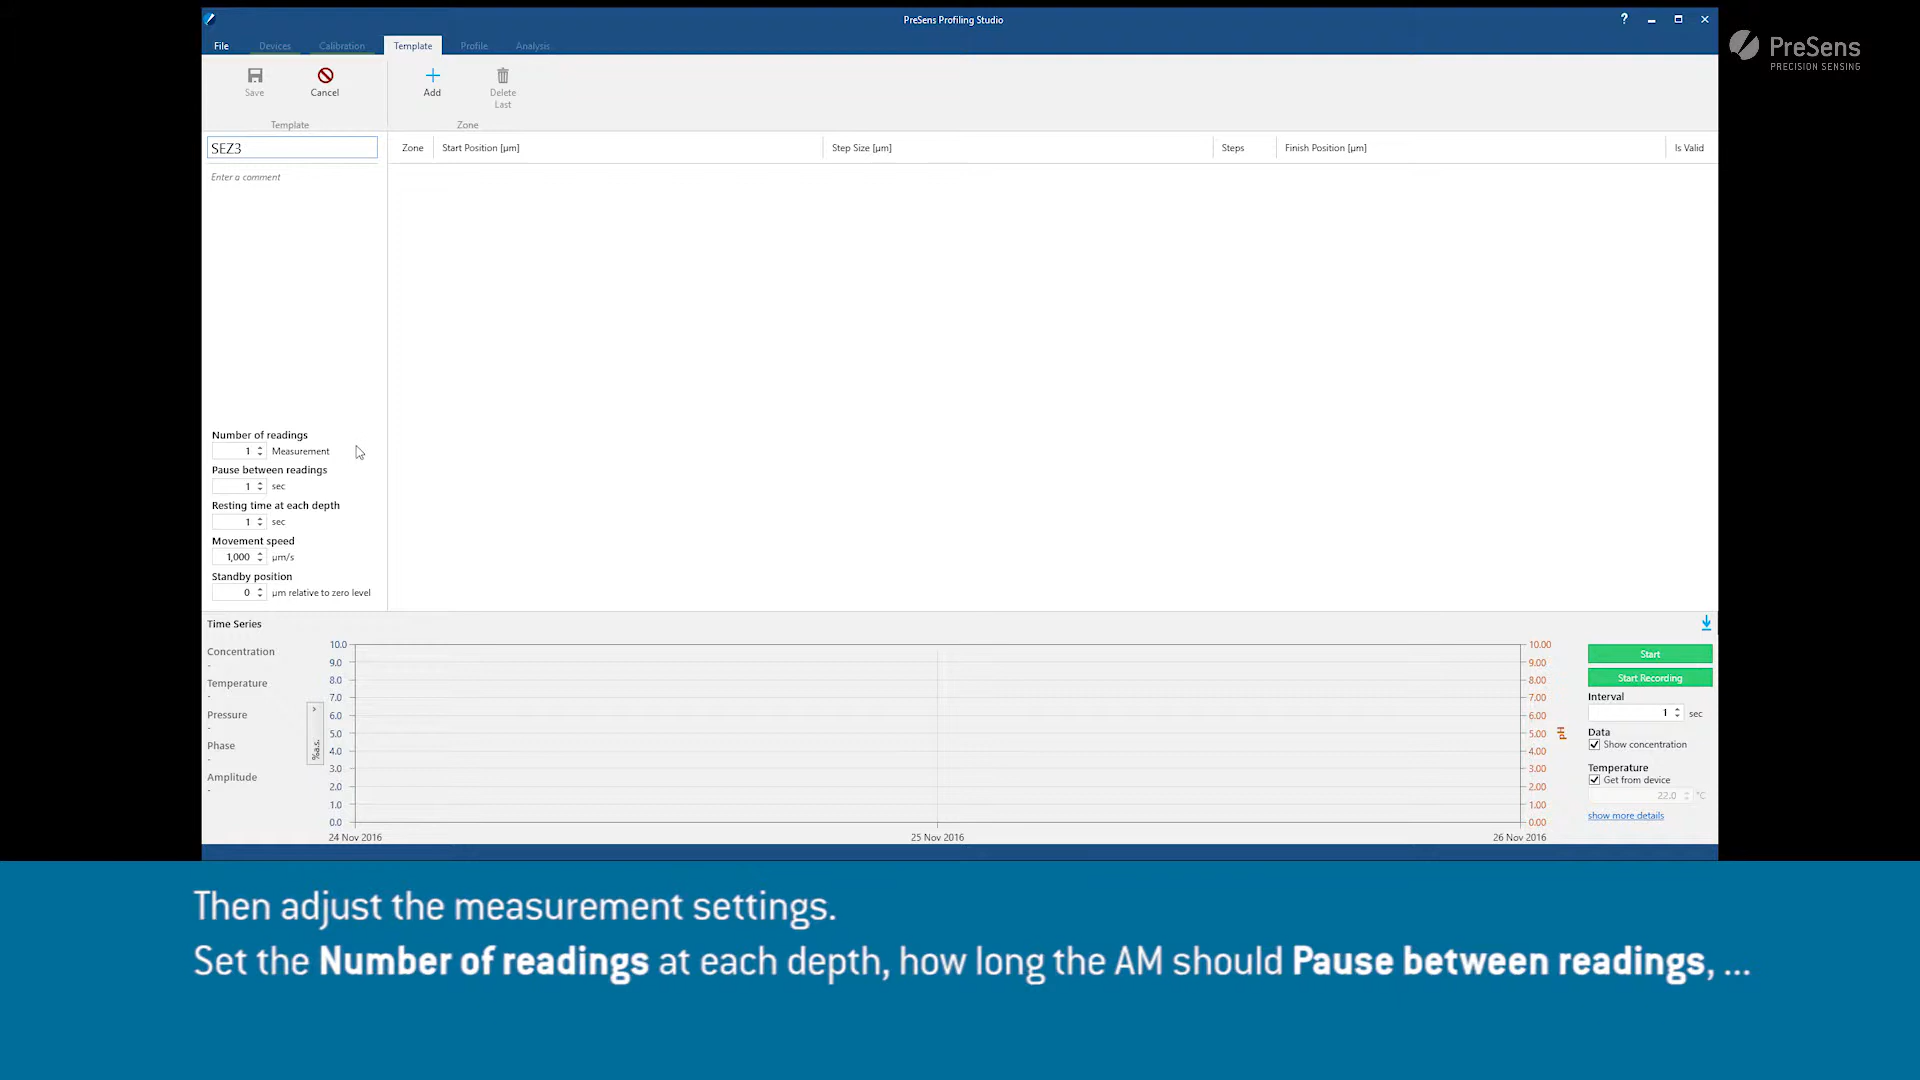 PreSens Profiling Studio
?
PreSens
PRECISION SENSING
File Devices Calibration Template Profile Analysis
Save Cancel Add Delete Last
Template Zone
SEZ3
Zone Start Position [µm] Step Size [µm] Steps Finish Position [µm] Is Valid
Enter a comment
Number of readings
1 Measurement
Pause between readings
1 sec
Resting time at each depth
1 sec
Movement speed
1,000 µm/s
Standby position
0 µm relative to zero level
Time Series
Concentration
-
Temperature
-
Pressure
-
Phase
-
Amplitude
-
%a.s.
10.0
9.0
8.0
7.0
6.0
5.0
4.0
3.0
2.0
1.0
0.0
24 Nov 2016 25 Nov 2016 26 Nov 2016
10.00
9.00
8.00
7.00
6.00
5.00
4.00
3.00
2.00
1.00
0.00
pH
Start
Start Recording
Interval
1 sec
Data
Show concentration
Temperature
Get from device
22.0 °C
show more details
Then adjust the measurement settings.
Set the Number of readings at each depth, how long the AM should Pause between readings, ...